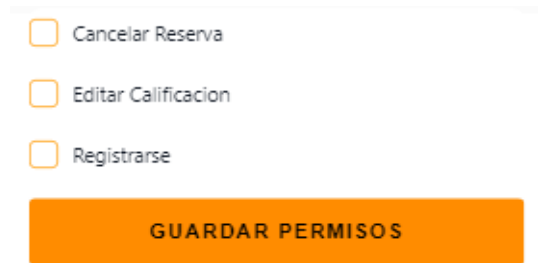 Cancelar Reserva
Editar Calificacion
Registrarse
GUARDAR PERMISOS